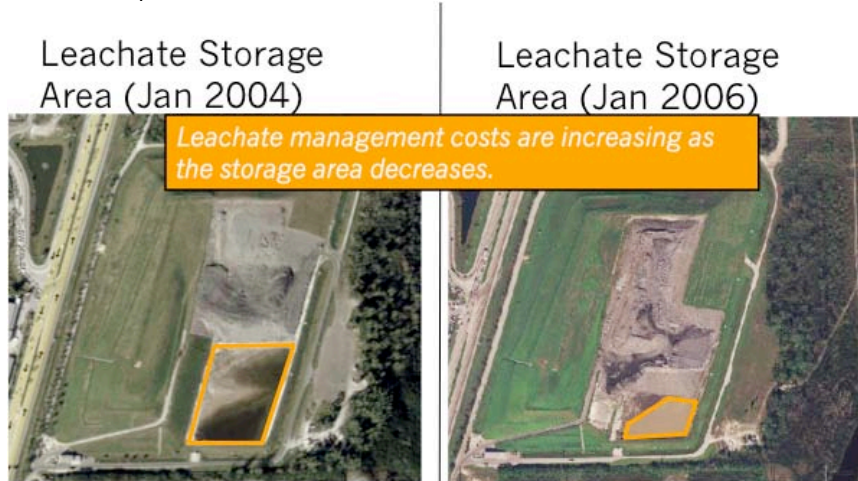 Leachate Storage
Area (Jan 2004)
Leachate Storage
Area (Jan 2006)
Leachate management costs are increasing as
the storage area decreases.